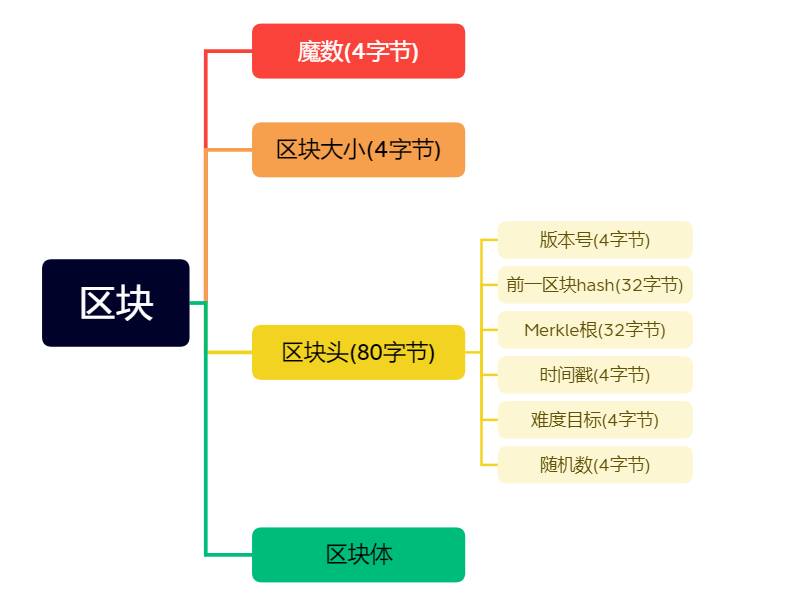 区块
魔数(4字节)
区块大小(4字节)
区块头(80字节)
版本号(4字节)
前一区块hash(32字节)
Merkle根(32字节)
时间戳(4字节)
难度目标(4字节)
随机数(4字节)
区块体